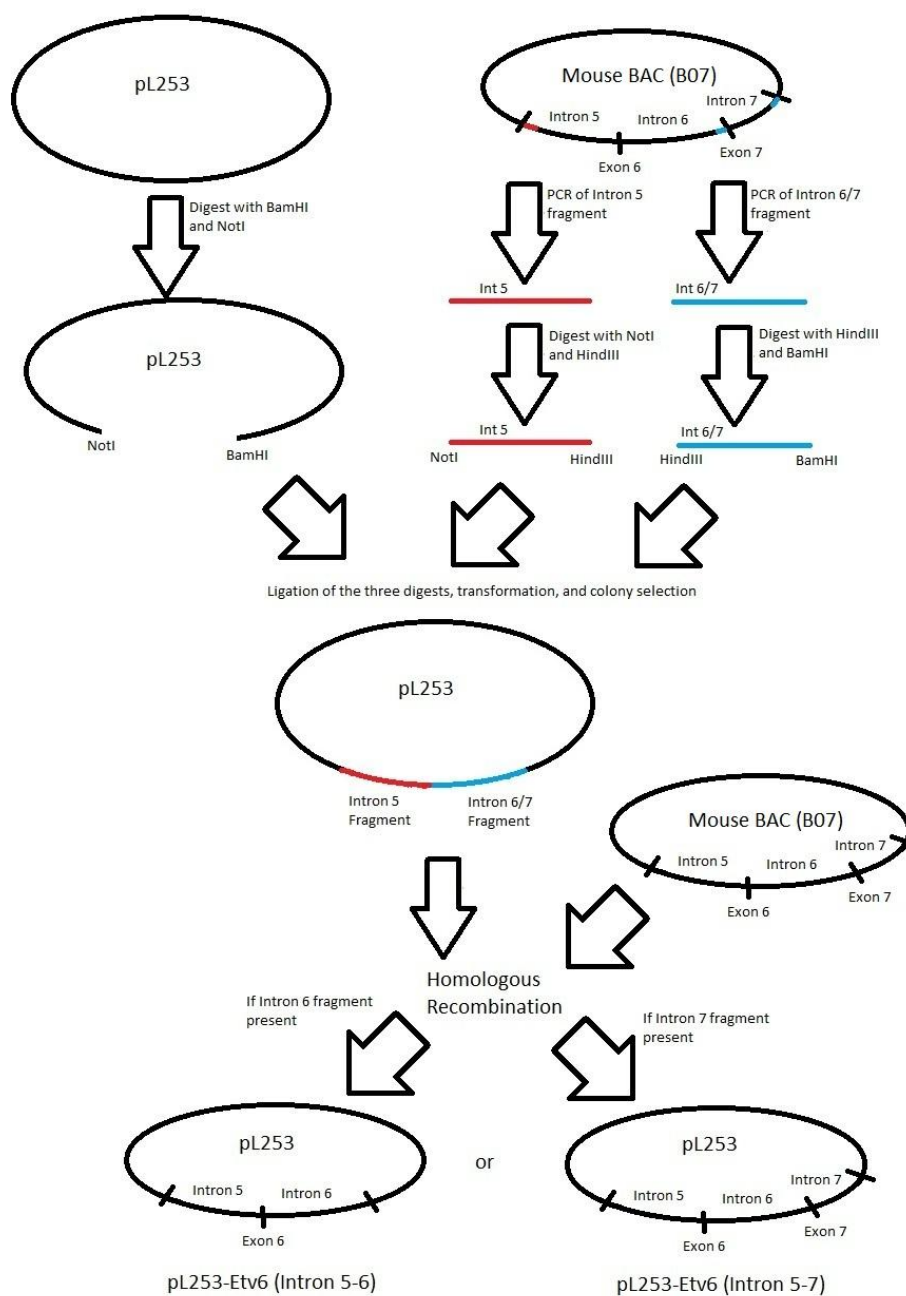 pL253
Mouse BAC (B07)
Intron 5
Intron 6
Intron 7
Exon 6
Exon 7
Digest with BamHI
and NotI
PCR of Intron 5
fragment
PCR of Intron 6/7
fragment
Int 5
Int 6/7
pL253
NotI
BamHI
Digest with NotI
and HindIII
Digest with HindIII
and BamHI
Int 5
NotI
HindIII
Int 6/7
HindIII
BamHI
Ligation of the three digests, transformation, and colony selection
pL253
Intron 5
Fragment
Intron 6/7
Fragment
Mouse BAC (B07)
Intron 5
Intron 6
Intron 7
Exon 6
Exon 7
Homologous
Recombination
If Intron 6 fragment
present
If Intron 7 fragment
present
pL253
Intron 5
Intron 6
Exon 6
or
pL253
Intron 5
Intron 6
Intron 7
Exon 6
Exon 7
pL253-Etv6 (Intron 5-6)
pL253-Etv6 (Intron 5-7)